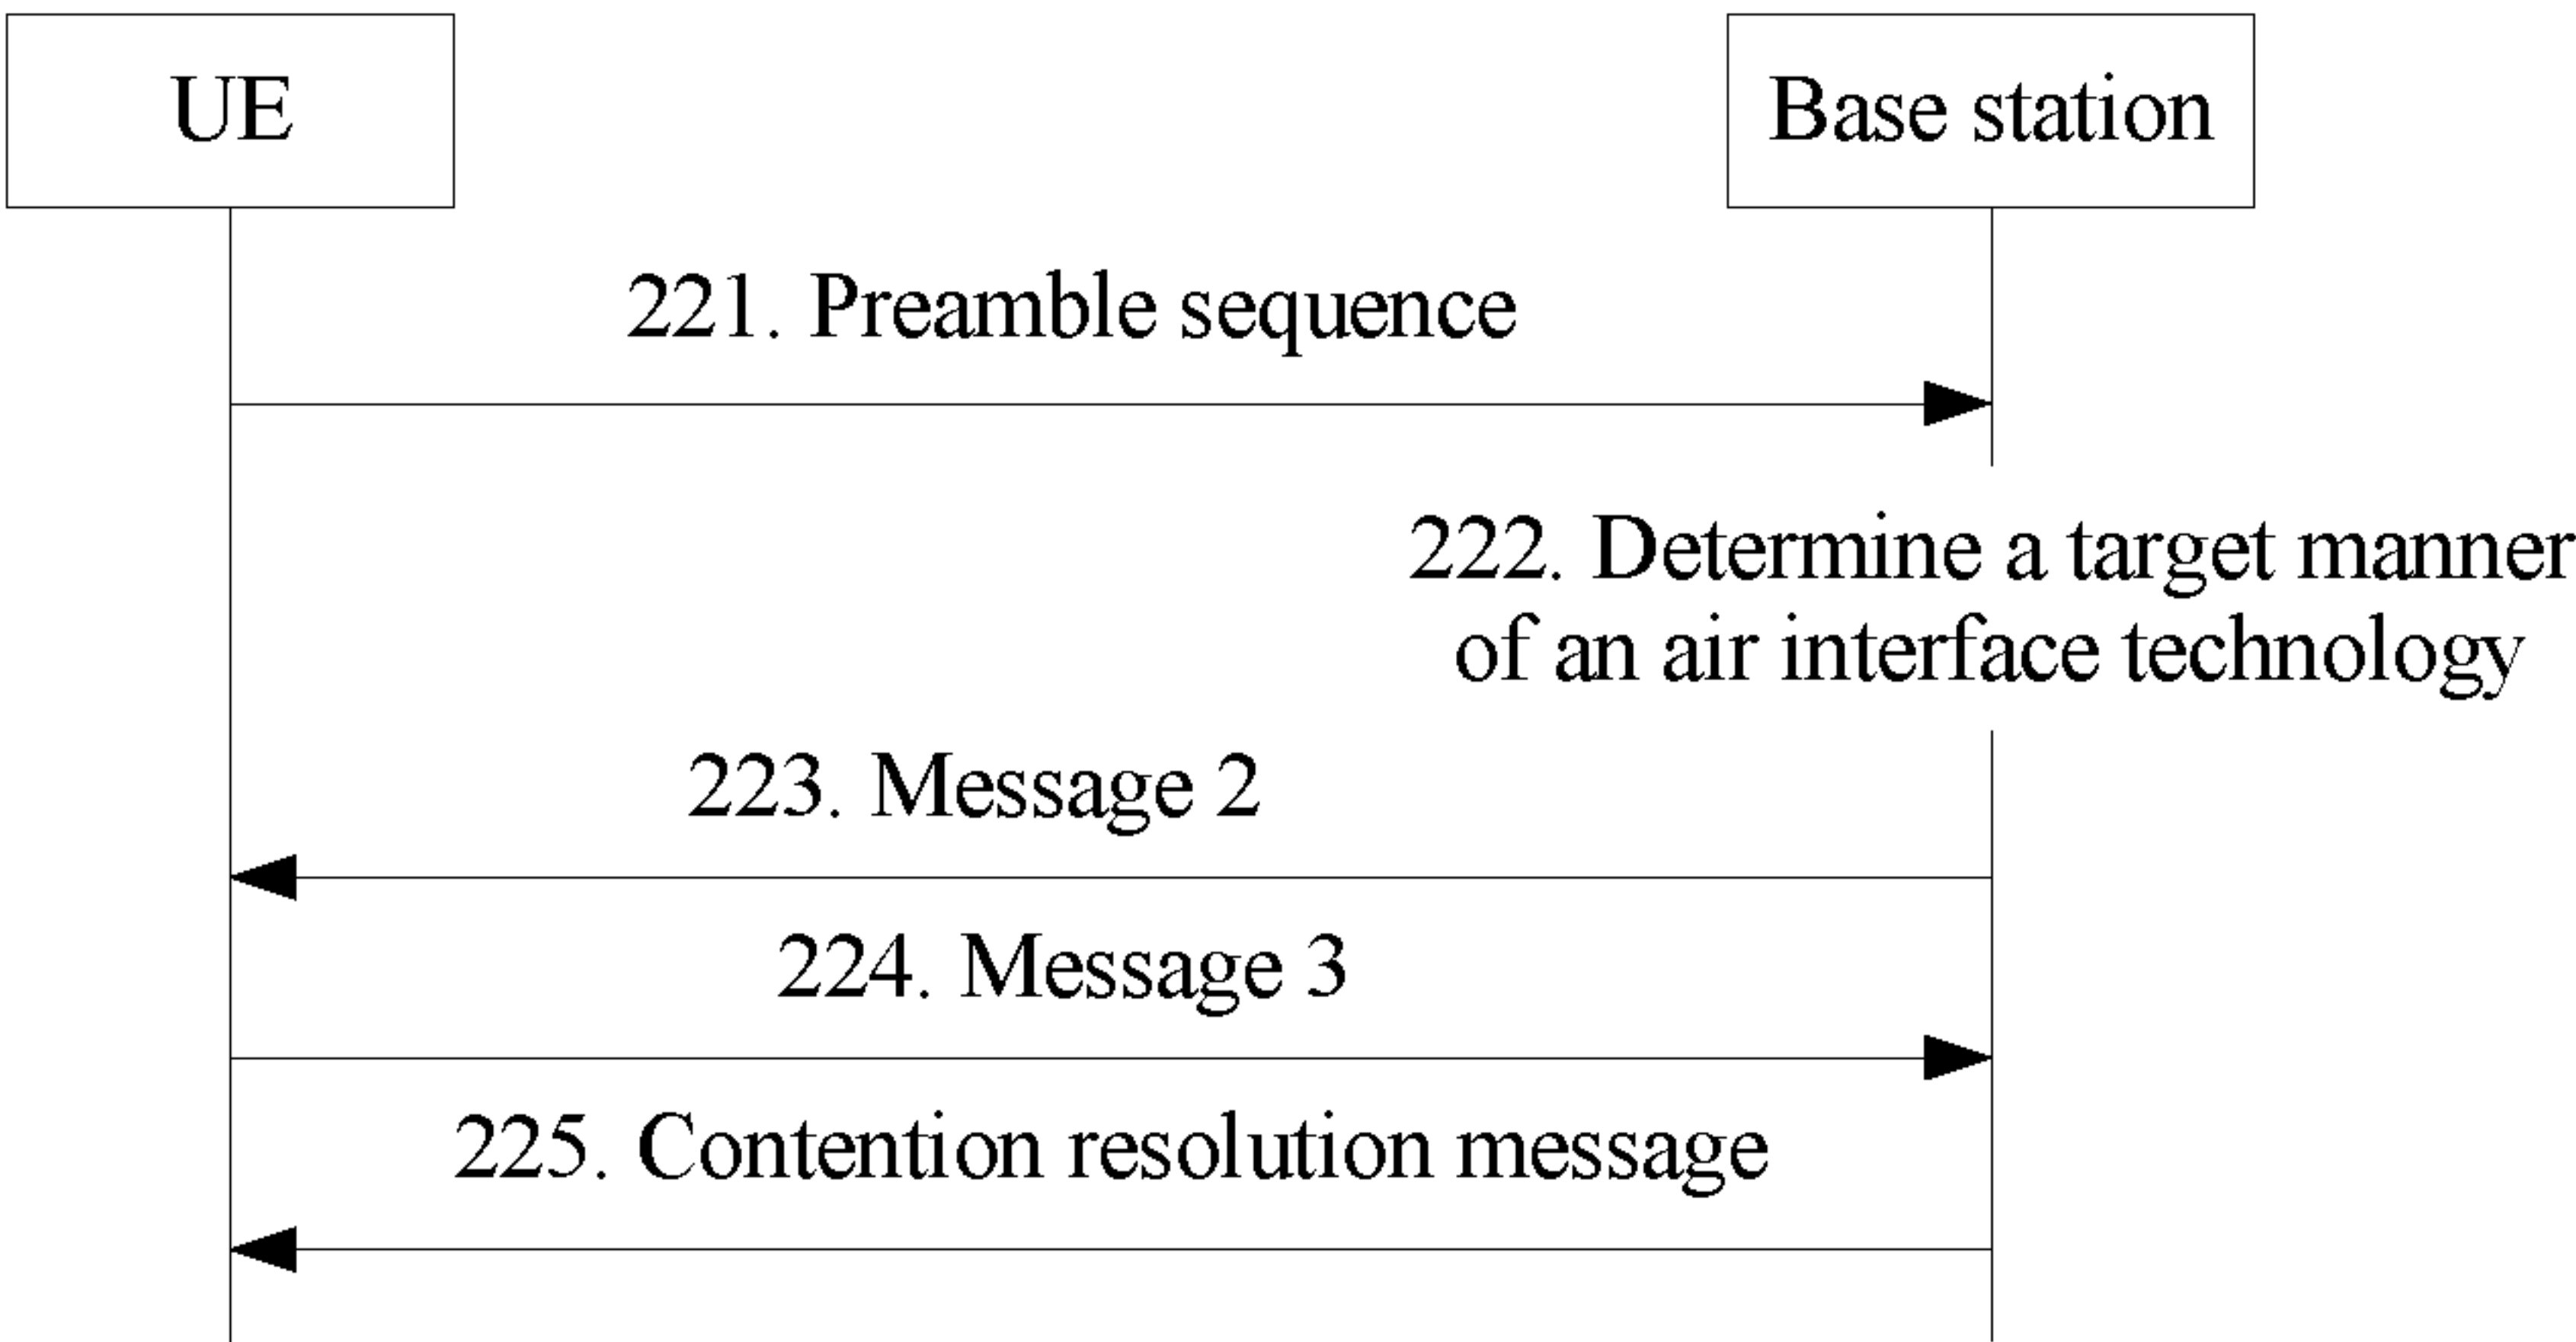 UE
Base station
221. Preamble sequence
222. Determine a target manner
of an air interface technology
223. Message 2
224. Message 3
225. Contention resolution message